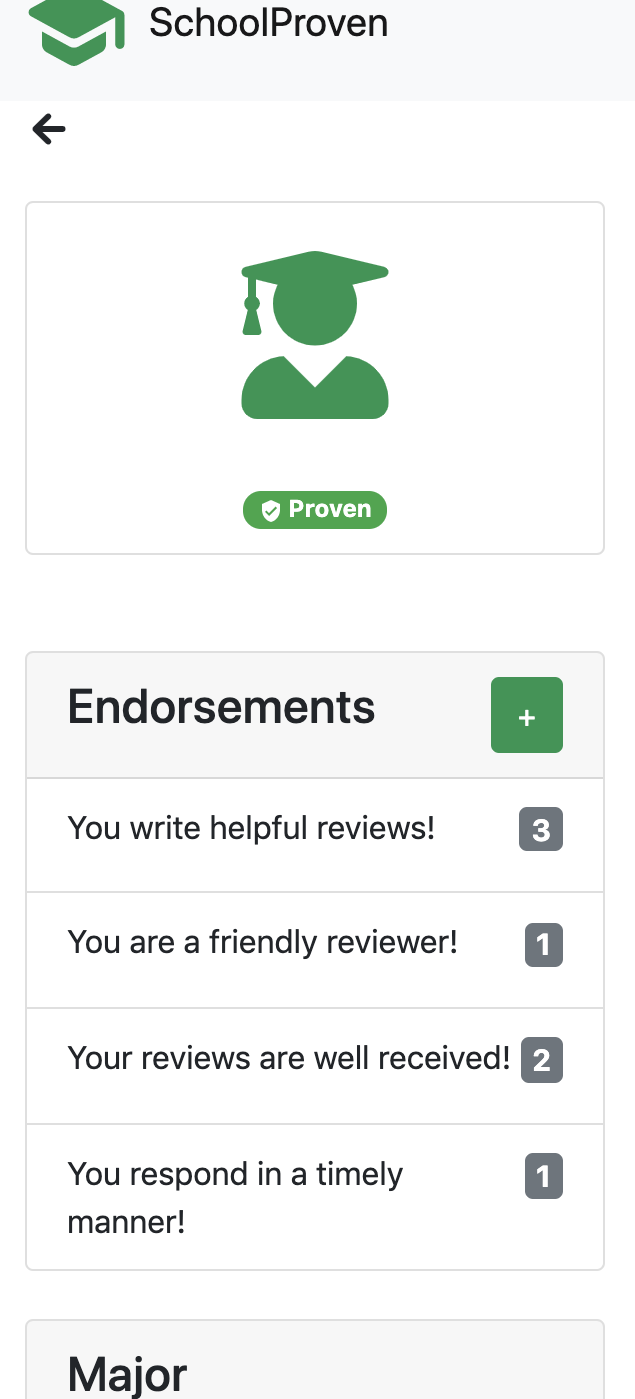 SchoolProven
Proven
Endorsements
+
You write helpful reviews!
3
You are a friendly reviewer!
1
Your reviews are well received!
2
You respond in a timely
manner!
1
Major